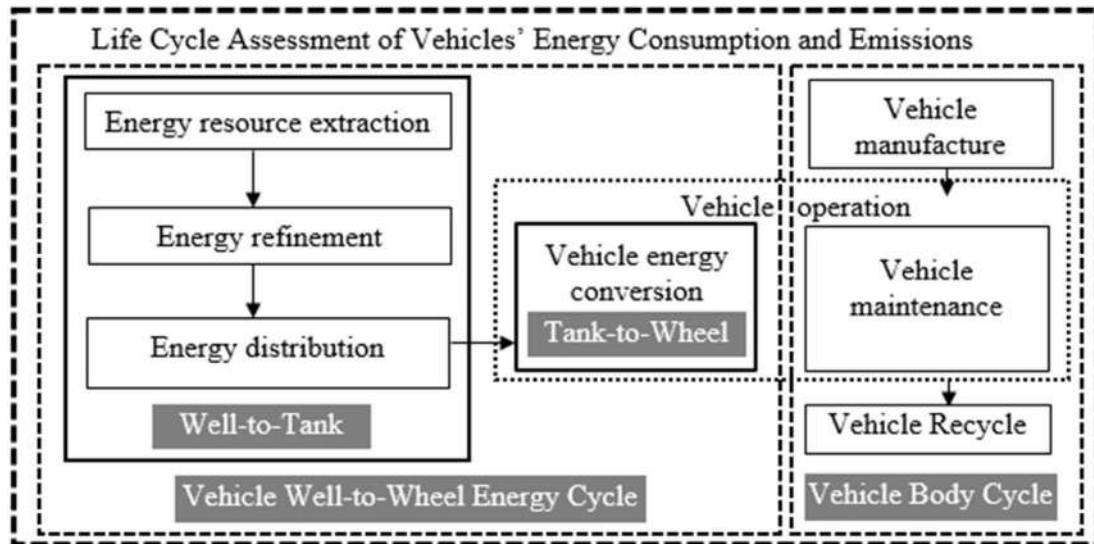 Life Cycle Assessment of Vehicles' Energy Consumption and Emissions
Energy resource extraction
Energy refinement
Energy distribution
Well-to-Tank
Vehicle operation
Vehicle energy
conversion
Tank-to-Wheel
Vehicle Well-to-Wheel Energy Cycle
Vehicle
manufacture
Vehicle
maintenance
Vehicle Recycle
Vehicle Body Cycle